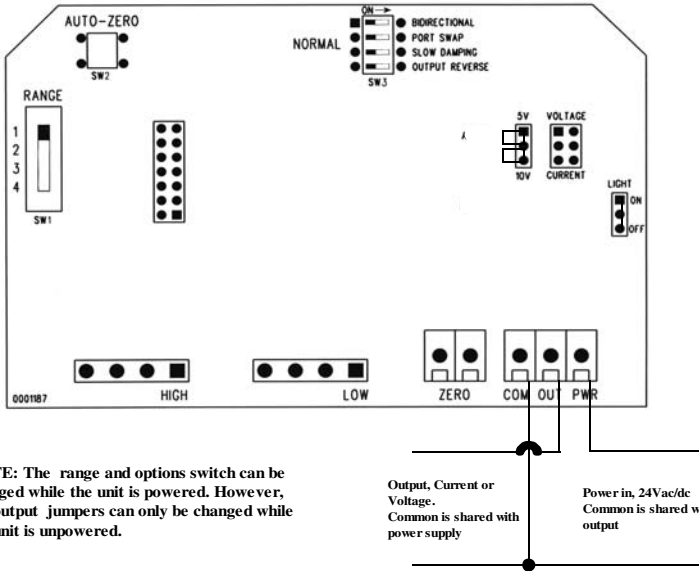 ON→
AUTO-ZERO
BIDIRECTIONAL
NORMAL
PORT SWAP
SLOW DAMPING
OUTPUT REVERSE
SW2
SW3
RANGE
1
2
3
4
SW1
5V
VOLTAGE
10V
CURRENT
LIGHT
ON
OFF
0001187
HIGH
LOW
ZERO
COM
OUT
PWR
TE: The range and options switch can be
ged while the unit is powered. However,
output jumpers can only be changed while
nit is unpowered.
Output, Current or
Voltage.
Common is shared with
power supply
Power in, 24Vac/dc
Common is shared w
output